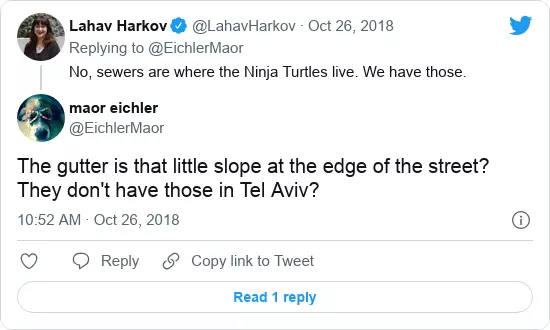 Lahav Harkov @LahavHarkov · Oct 26, 2018
Replying to @EichlerMaor
No, sewers are where the Ninja Turtles live. We have those.
maor eichler
@EichlerMaor
The gutter is that little slope at the edge of the street?
They don't have those in Tel Aviv?
10:52 AM · Oct 26, 2018
Reply Copy link to Tweet
Read 1 reply